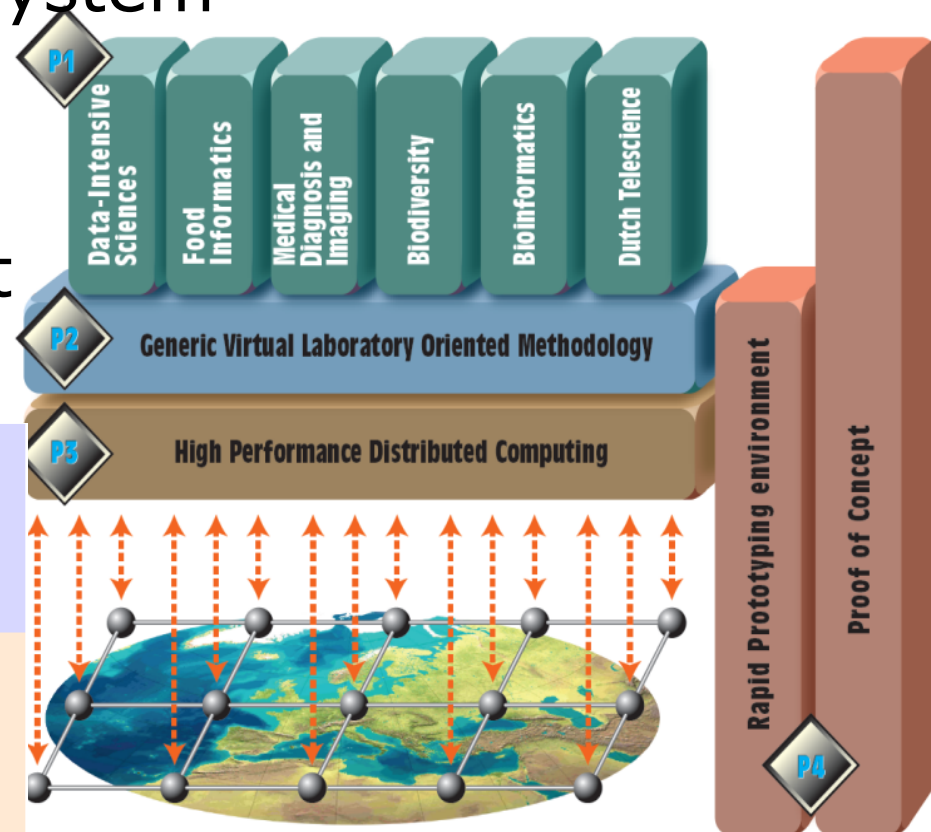 ystem
P1
Data-Intensive
Sciences
Food
Informatics
Medical
Diagnosis and
Imaging
Biodiversity
Bioinformatics
Dutch Telescience
t
P2
Generic Virtual Laboratory Oriented Methodology
P3
High Performance Distributed Computing
Rapid Prototyping environment
Proof of Concept
P4